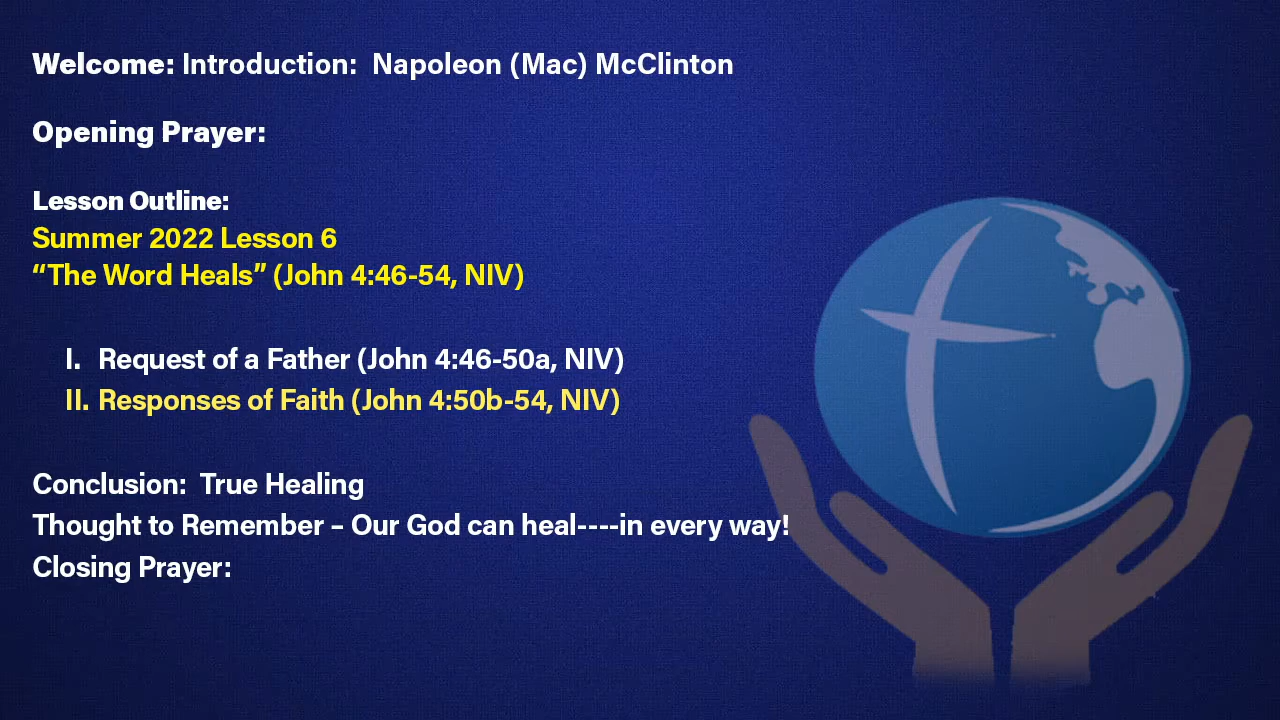 Welcome: Introduction:  Napoleon (Mac) McClinton
Opening Prayer:
Lesson Outline:
Summer 2022 Lesson 6
“The Word Heals” (John 4:46-54, NIV)
I. Request of a Father (John 4:46-50a, NIV)
II. Responses of Faith (John 4:50b-54, NIV)
Conclusion:  True Healing
Thought to Remember – Our God can heal----in every way!
Closing Prayer: